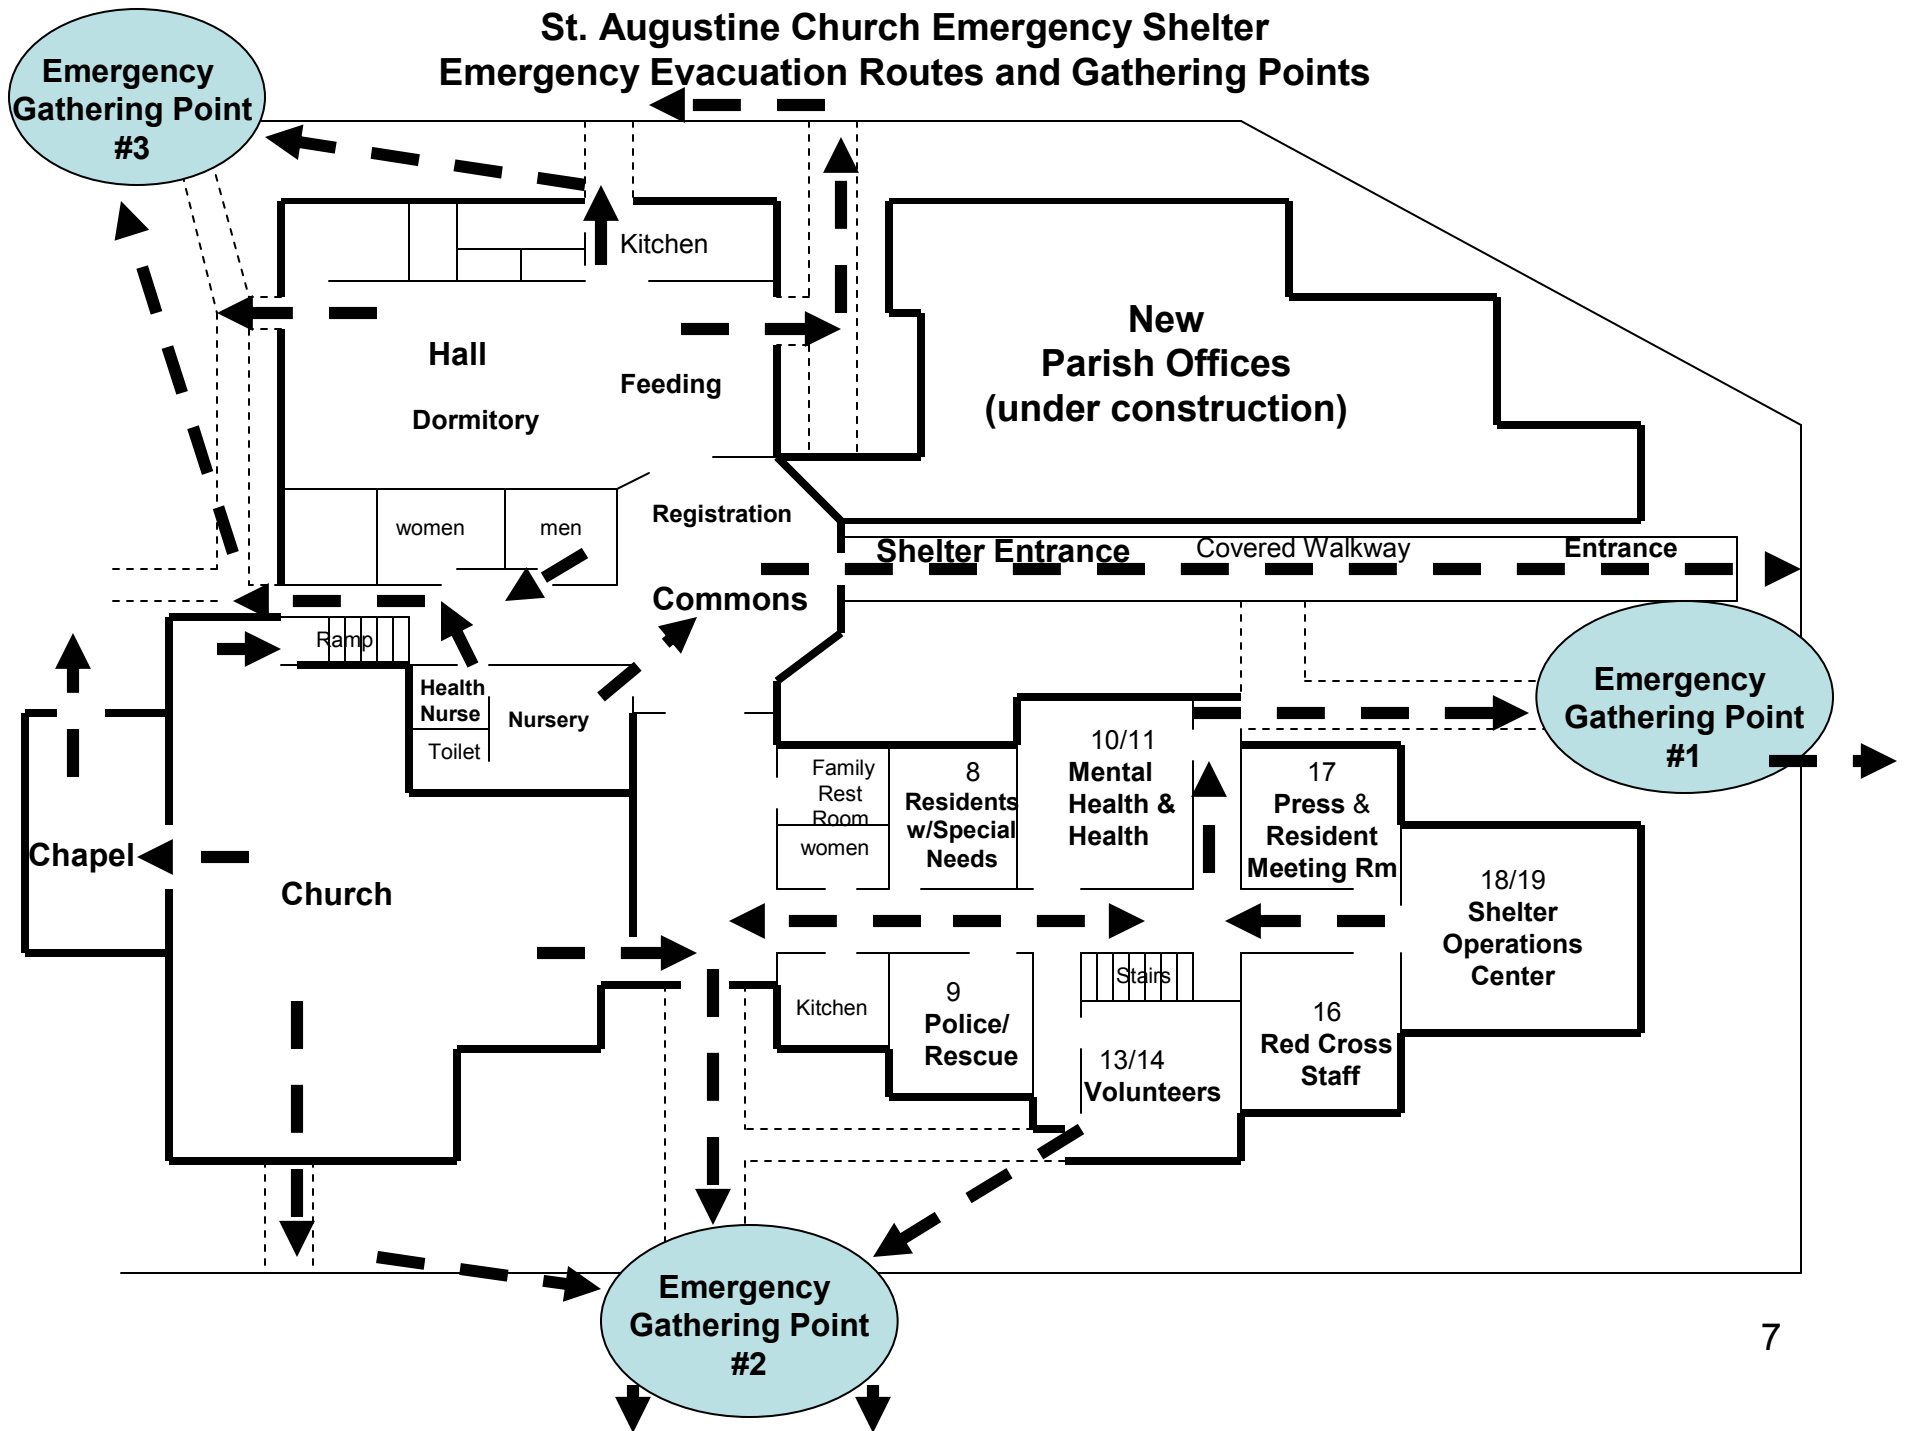 St. Augustine Church Emergency Shelter
Emergency Evacuation Routes and Gathering Points
Emergency
Gathering Point
#3
Kitchen
Hall
Feeding
Dormitory
New
Parish Offices
(under construction)
women
men
Registration
Shelter Entrance
Covered Walkway
Entrance
Commons
Ramp
Health
Nurse
Nursery
Toilet
Emergency
Gathering Point
#1
Family
Rest
Room
women
8
Residents
w/Special
Needs
10/11
Mental
Health &
Health
17
Press &
Resident
Meeting Rm
Chapel
Church
18/19
Shelter
Operations
Center
Kitchen
9
Police/
Rescue
Stairs
13/14
Volunteers
16
Red Cross
Staff
Emergency
Gathering Point
#2
7